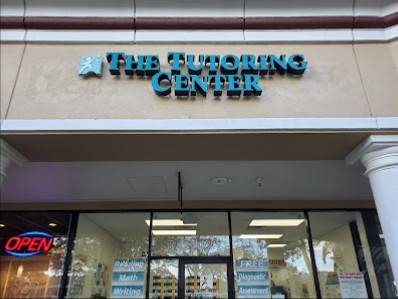 THE TUTORING
CENTER
OPEN
Reading
Math
Writing
FREE
Diagnostic
Assessment